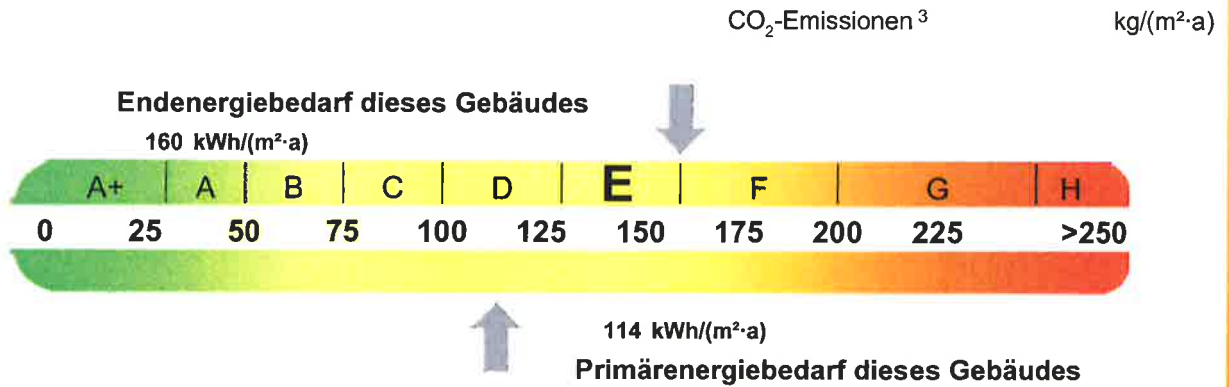 CO₂-Emissionen ³ kg/(m²·a)
Endenergiebedarf dieses Gebäudes
160 kWh/(m²·a)
A+ A B C D E F G H
0 25 50 75 100 125 150 175 200 225 >250
114 kWh/(m²·a)
Primärenergiebedarf dieses Gebäudes